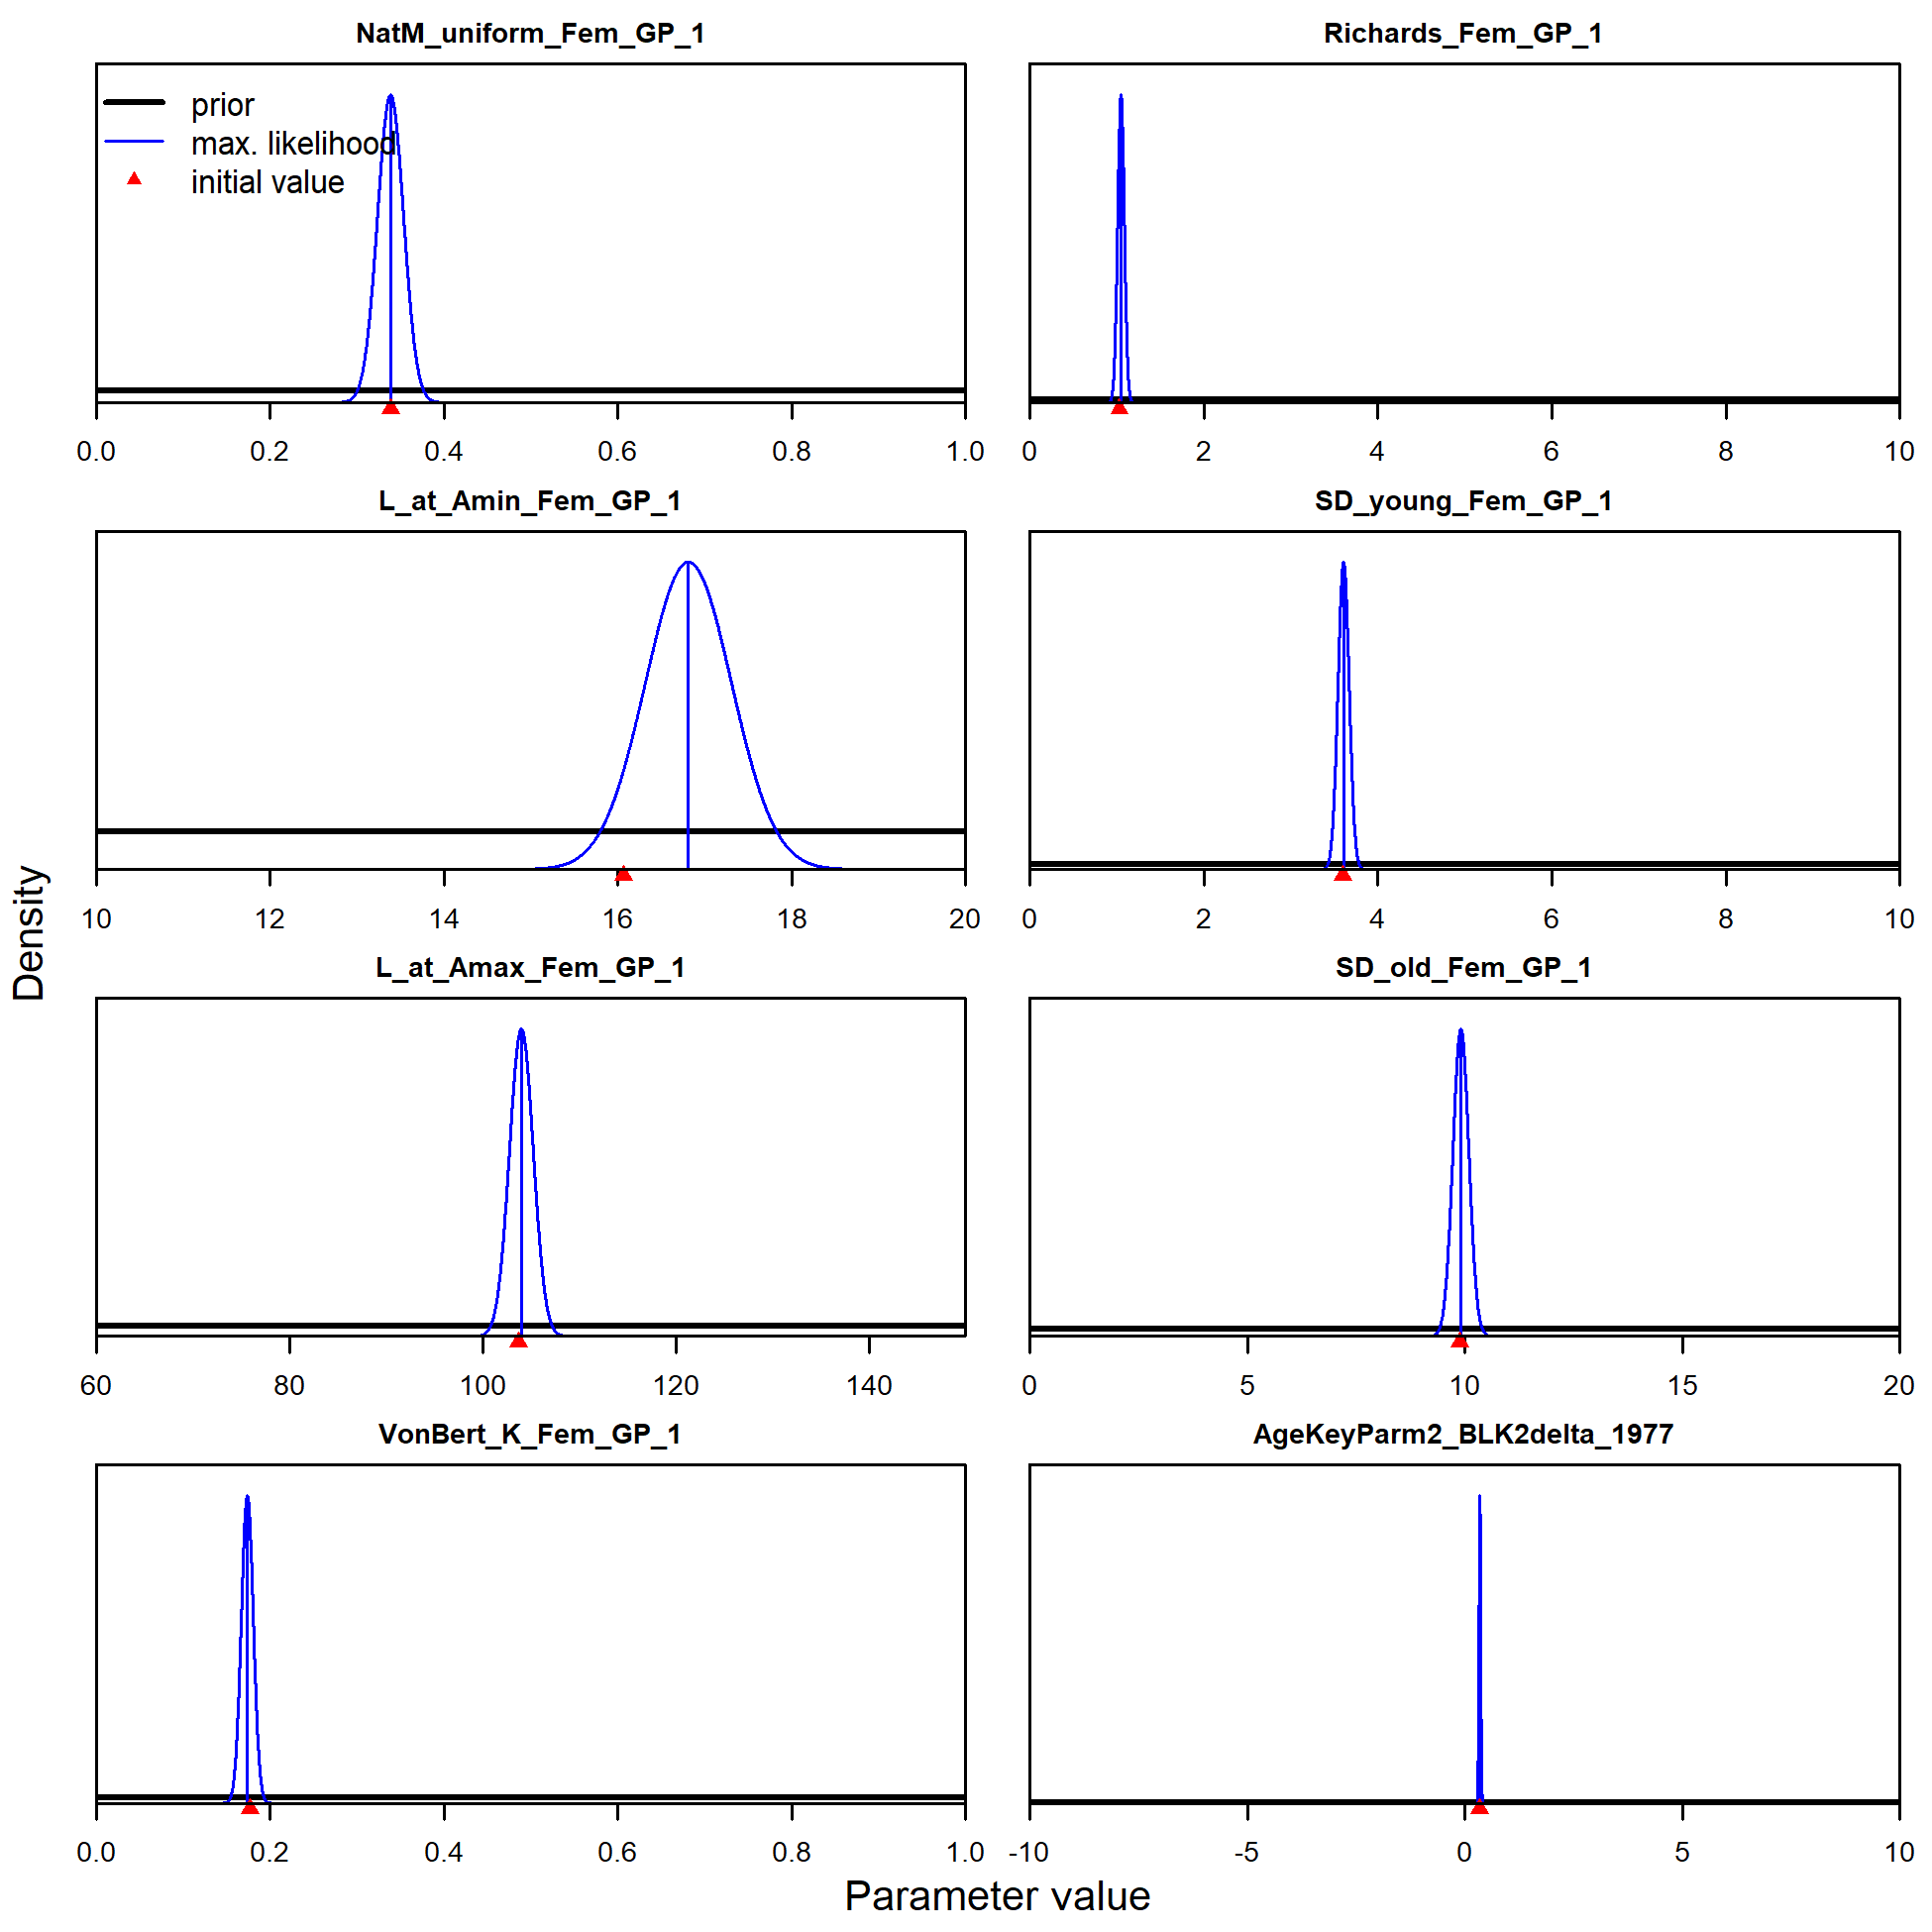 NatM_uniform_Fem_GP_1
prior
max. likelihood
initial value
0.0 0.2 0.4 0.6 0.8 1.0
Richards_Fem_GP_1
0 2 4 6 8 10
L_at_Amin_Fem_GP_1
10 12 14 16 18 20
SD_young_Fem_GP_1
0 2 4 6 8 10
L_at_Amax_Fem_GP_1
60 80 100 120 140
SD_old_Fem_GP_1
0 5 10 15 20
VonBert_K_Fem_GP_1
0.0 0.2 0.4 0.6 0.8 1.0
AgeKeyParm2_BLK2delta_1977
-10 -5 0 5 10
Density
Parameter value